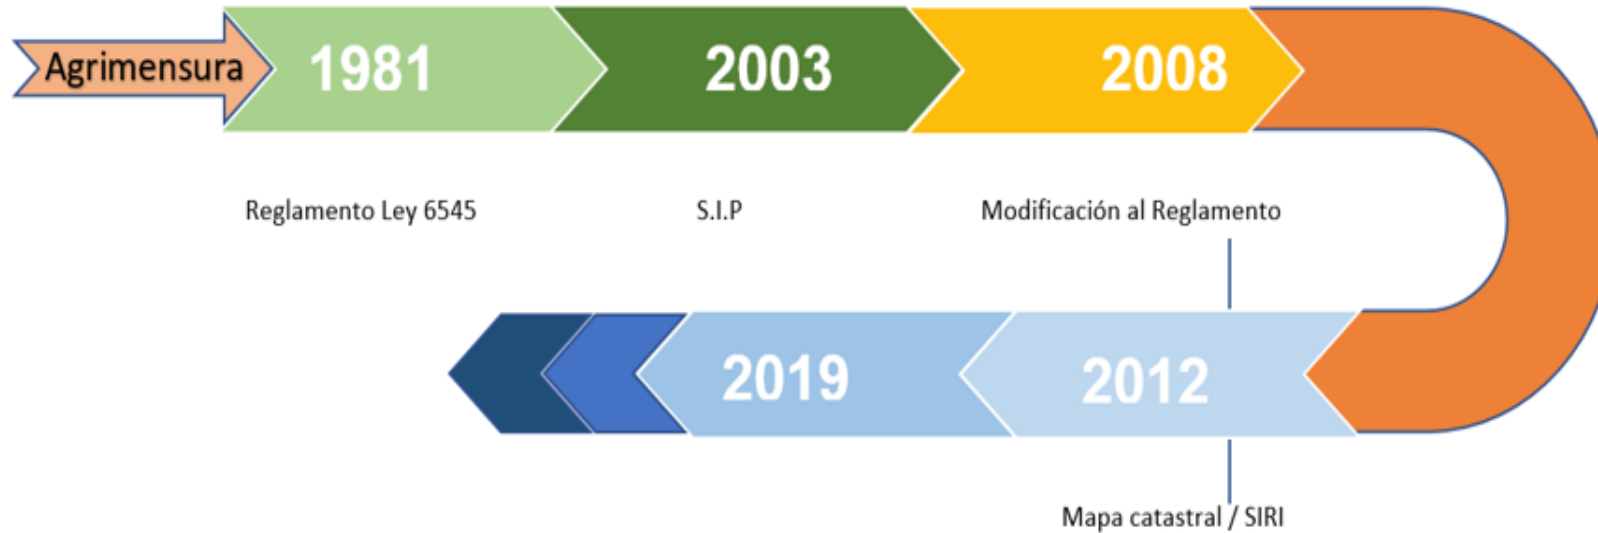 Agrimensura
1981
2003
2008
Reglamento Ley 6545
S.I.P
Modificación al Reglamento
2019
2012
Mapa catastral / SIRI